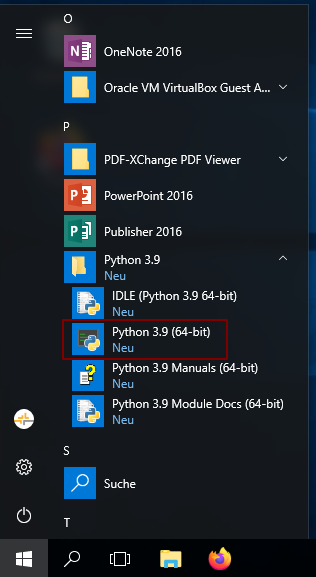 O
OneNote 2016
Oracle VM VirtualBox Guest A...
P
PDF-XChange PDF Viewer
PowerPoint 2016
Publisher 2016
Python 3.9
Neu
IDLE (Python 3.9 64-bit)
Neu
Python 3.9 (64-bit)
Neu
Python 3.9 Manuals (64-bit)
Neu
Python 3.9 Module Docs (64-bit)
Neu
S
Suche
T